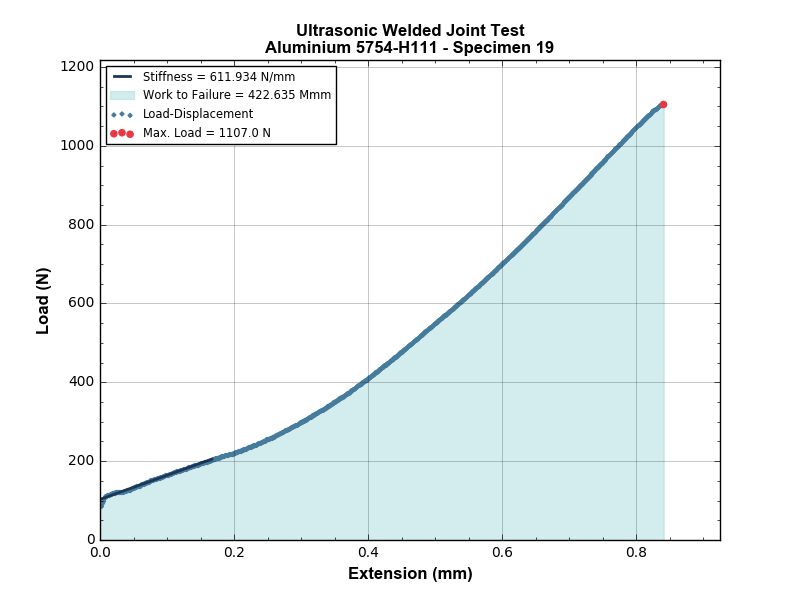 Ultrasonic Welded Joint Test
Aluminium 5754-H111 - Specimen 19
Stiffness = 611.934 N/mm
Work to Failure = 422.635 Mmm
Load-Displacement
Max. Load = 1107.0 N
1200
1000
800
600
400
200
0
Load (N)
0.0 0.2 0.4 0.6 0.8
Extension (mm)